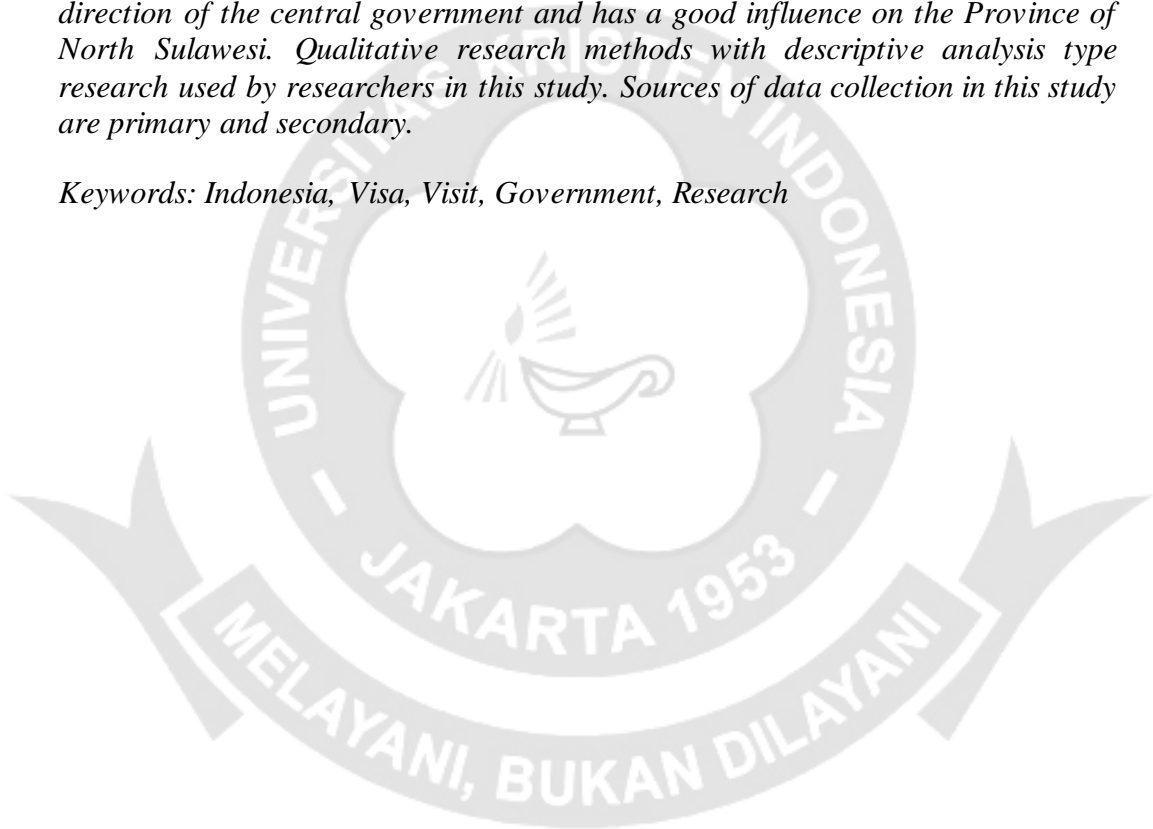 direction of the central government and has a good influence on the Province of
North Sulawesi. Qualitative research methods with descriptive analysis type
research used by researchers in this study. Sources of data collection in this study
are primary and secondary.
Keywords: Indonesia, Visa, Visit, Government, Research
UNIVERSITAS KRISTEN INDONESIA
JAKARTA 1953
MELAYANI, BUKAN DILAYANI